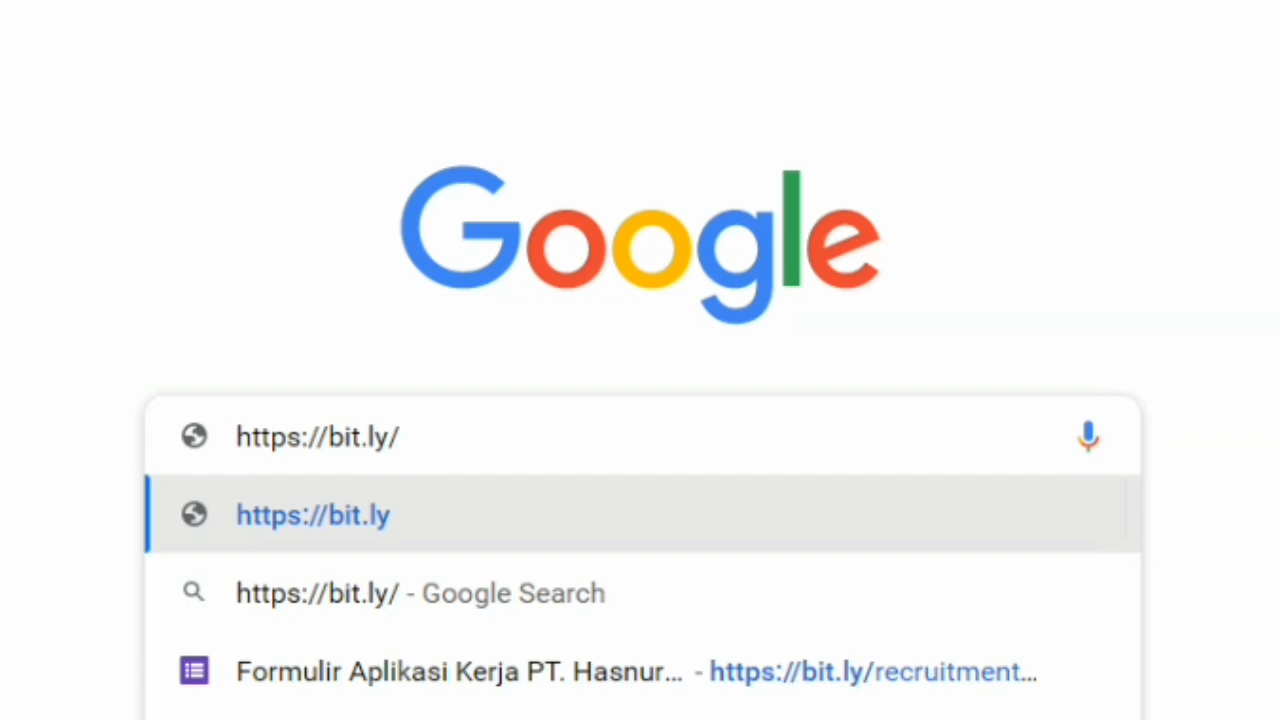 Google
https://bit.ly/
https://bit.ly
https://bit.ly/ - Google Search
Formulir Aplikasi Kerja PT. Hasnur... - https://bit.ly/recruitment...